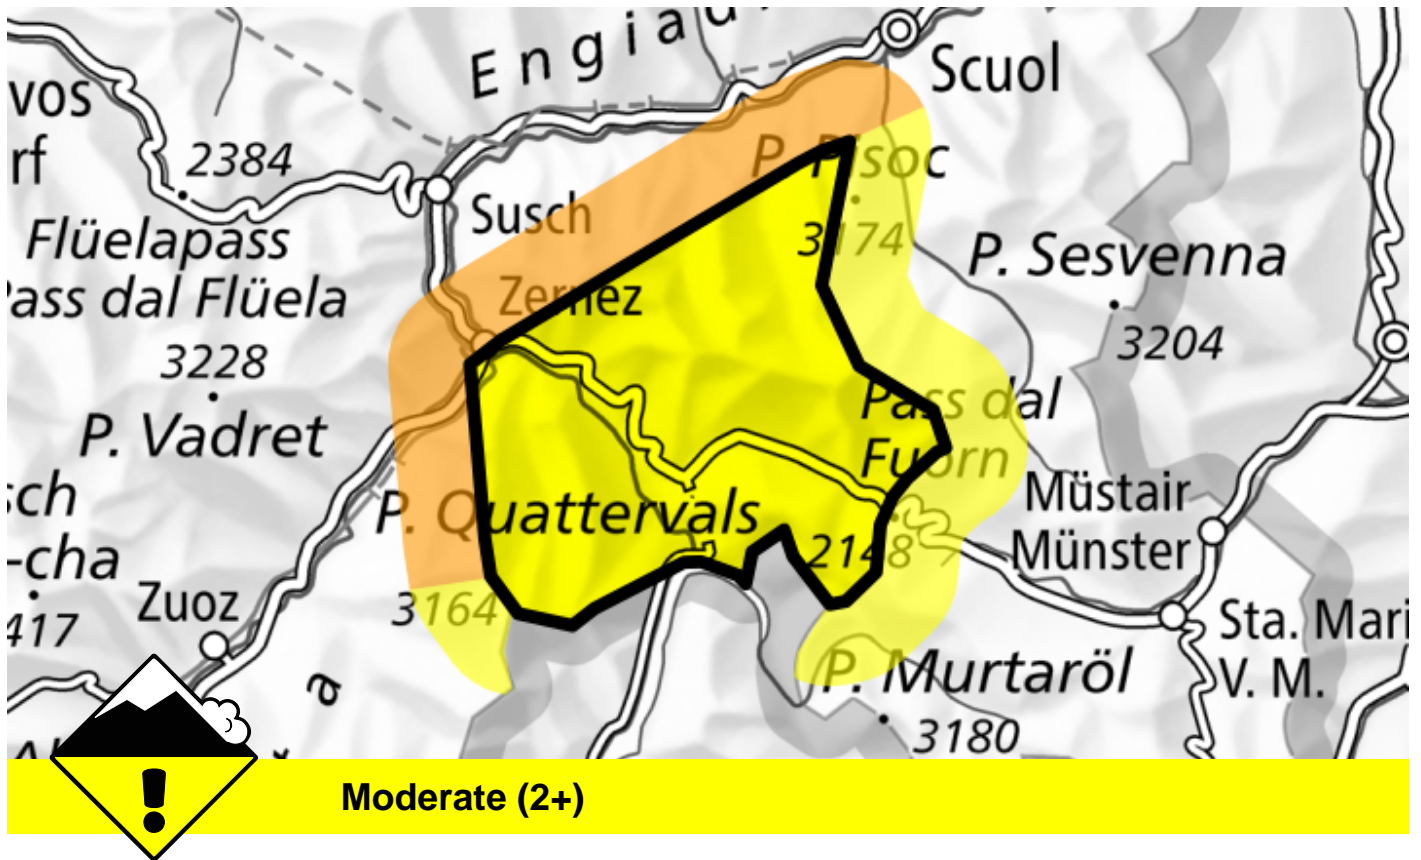 Engiad
Scuol
vos
rf
2384
P. Pisoc
3174
Susch
Flüelapass
Pass dal Flüela
3228
P. Vadret
Zernez
P. Sesvenna
3204
Pass dal
Fuorn
2148
Müstair
Münster
P. Quattervals
3164
sch
-cha
417
Zuoz
a
Sta. Mari
V. M.
P. Murtaröl
3180
Moderate (2+)
!